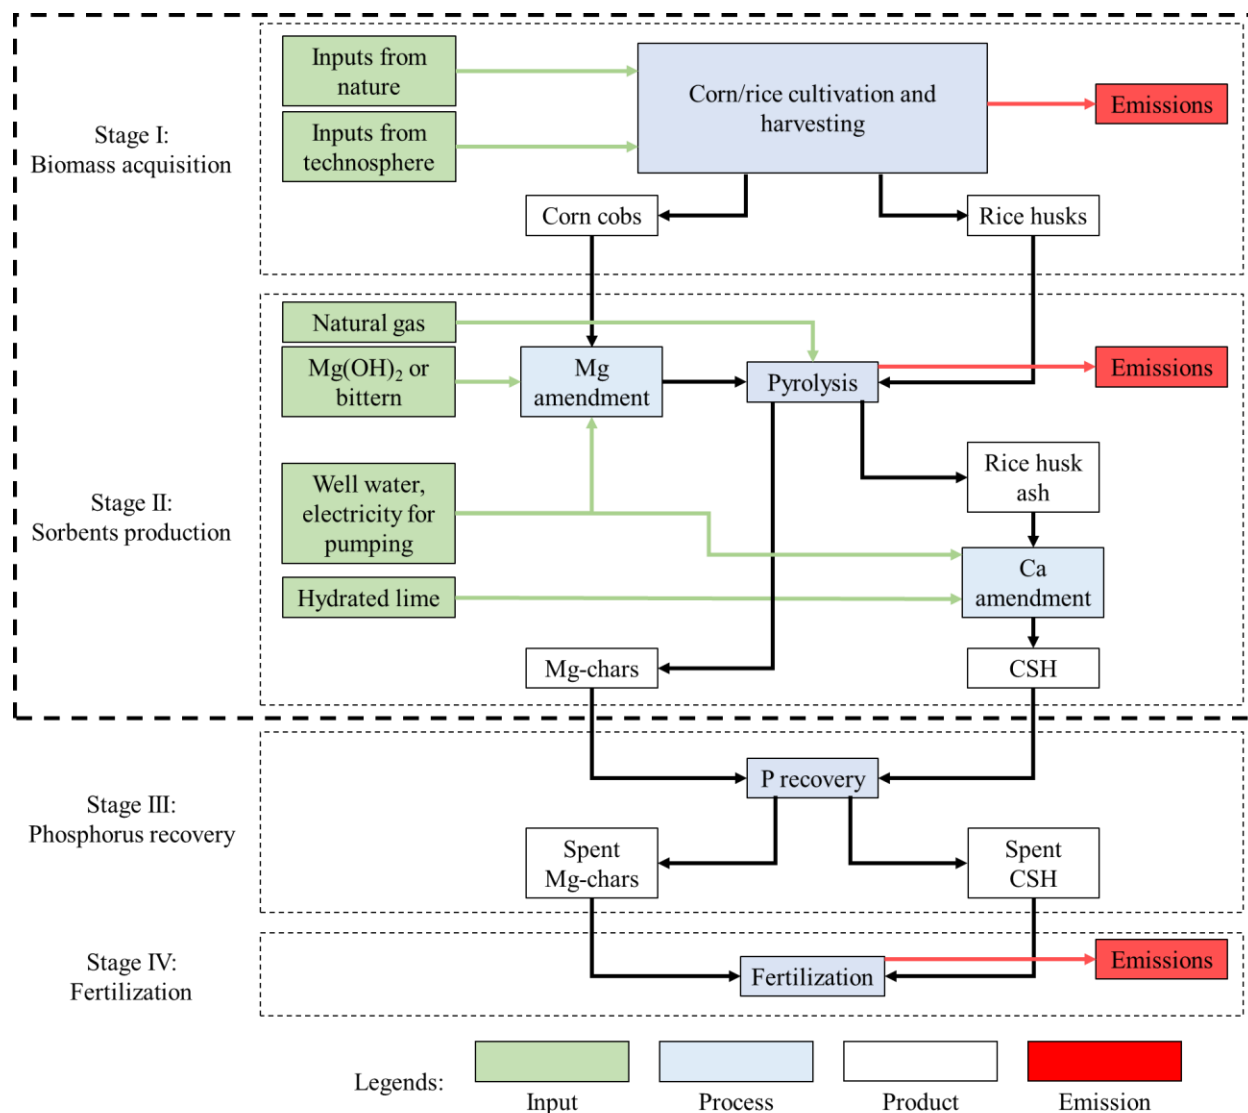 Inputs from
nature
Inputs from
technosphere
Corn/rice cultivation and
harvesting
Emissions
Stage I:
Biomass acquisition
Corn cobs
Rice husks
Natural gas
Mg(OH)₂ or
bittern
Mg
amendment
Pyrolysis
Emissions
Rice husk
ash
Stage II:
Sorbents production
Well water,
electricity for
pumping
Hydrated lime
Ca
amendment
Mg-chars
CSH
Stage III:
Phosphorus recovery
P recovery
Spent
Mg-chars
Spent
CSH
Stage IV:
Fertilization
Fertilization
Emissions
Legends:
Input
Process
Product
Emission